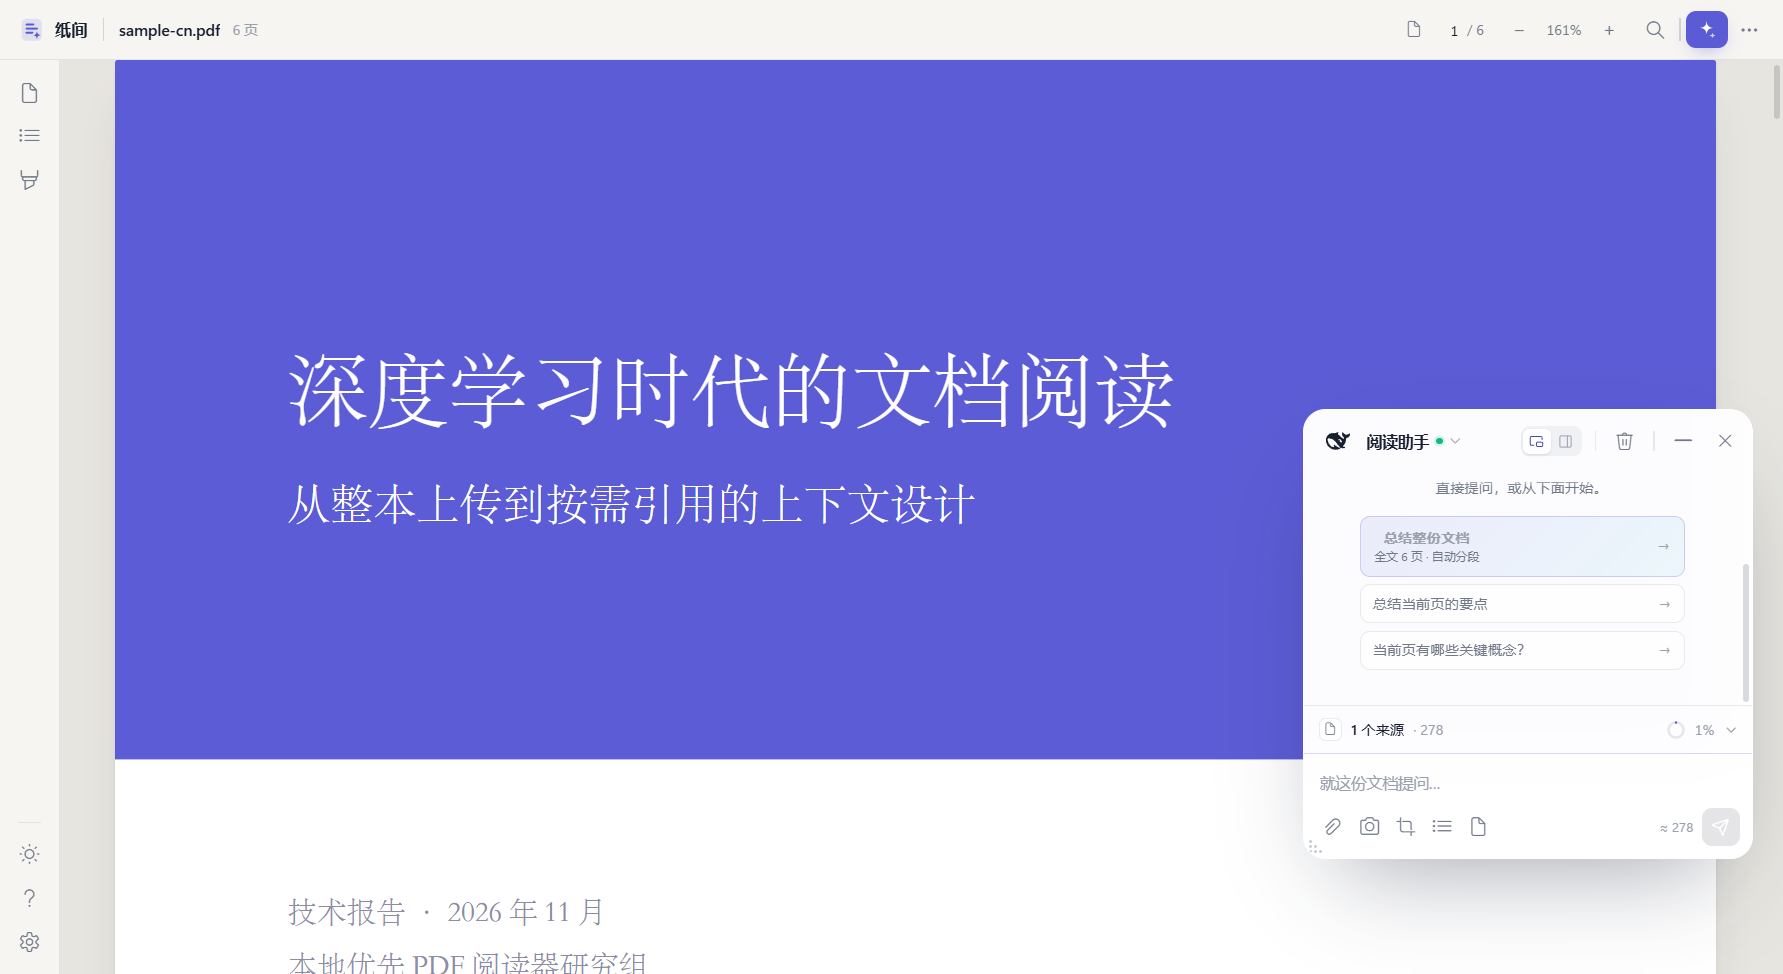 纸间 sample-cn.pdf 6 页 1 / 6 − 161% +
深度学习时代的文档阅读
从整本上传到按需引用的上下文设计
技术报告 · 2026 年 11 月
本地优先 PDF 阅读器研究组
阅读助手
直接提问，或从下面开始。
总结整份文档 →
全文 6 页 · 自动分段
总结当前页的要点 →
当前页有哪些关键概念? →
1 个来源 · 278 1%
就这份文档提问...
≈ 278